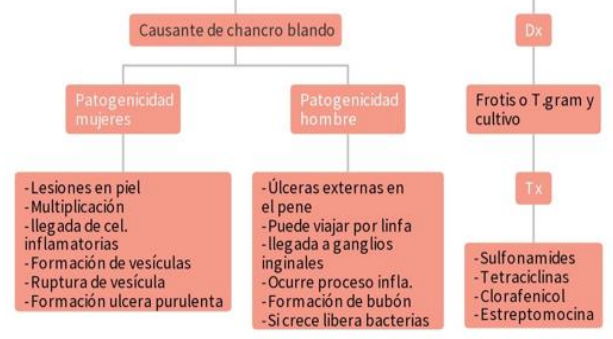 Causante de chancro blando
Patogenicidad
mujeres
-Lesiones en piel
-Multiplicación
-llegada de cel.
inflamatorias
-Formación de vesículas
-Ruptura de vesícula
-Formación ulcera purulenta
Patogenicidad
hombre
-Úlceras externas en
el pene
-Puede viajar por linfa
-llegada a ganglios
inginales
-Ocurre proceso infla.
-Formación de bubón
-Si crece libera bacterias
Dx
Frotis o T.gram y
cultivo
Tx
-Sulfonamides
-Tetraciclinas
-Clorafenicol
-Estreptomocina